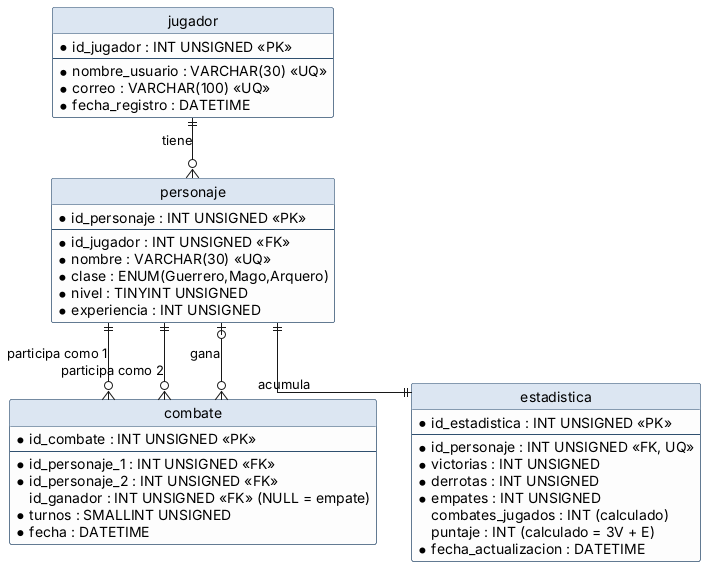 jugador
id_jugador : INT UNSIGNED «PK»
nombre_usuario : VARCHAR(30) «UQ»
correo : VARCHAR(100) «UQ»
fecha_registro : DATETIME
tiene
personaje
id_personaje : INT UNSIGNED «PK»
id_jugador : INT UNSIGNED «FK»
nombre : VARCHAR(30) «UQ»
clase : ENUM(Guerrero,Mago,Arquero)
nivel : TINYINT UNSIGNED
experiencia : INT UNSIGNED
participa como 1
participa como 2
gana
acumula
combate
id_combate : INT UNSIGNED «PK»
id_personaje_1 : INT UNSIGNED «FK»
id_personaje_2 : INT UNSIGNED «FK»
id_ganador : INT UNSIGNED «FK» (NULL = empate)
turnos : SMALLINT UNSIGNED
fecha : DATETIME
estadistica
id_estadistica : INT UNSIGNED «PK»
id_personaje : INT UNSIGNED «FK, UQ»
victorias : INT UNSIGNED
derrotas : INT UNSIGNED
empates : INT UNSIGNED
combates_jugados : INT (calculado)
puntaje : INT (calculado = 3V + E)
fecha_actualizacion : DATETIME